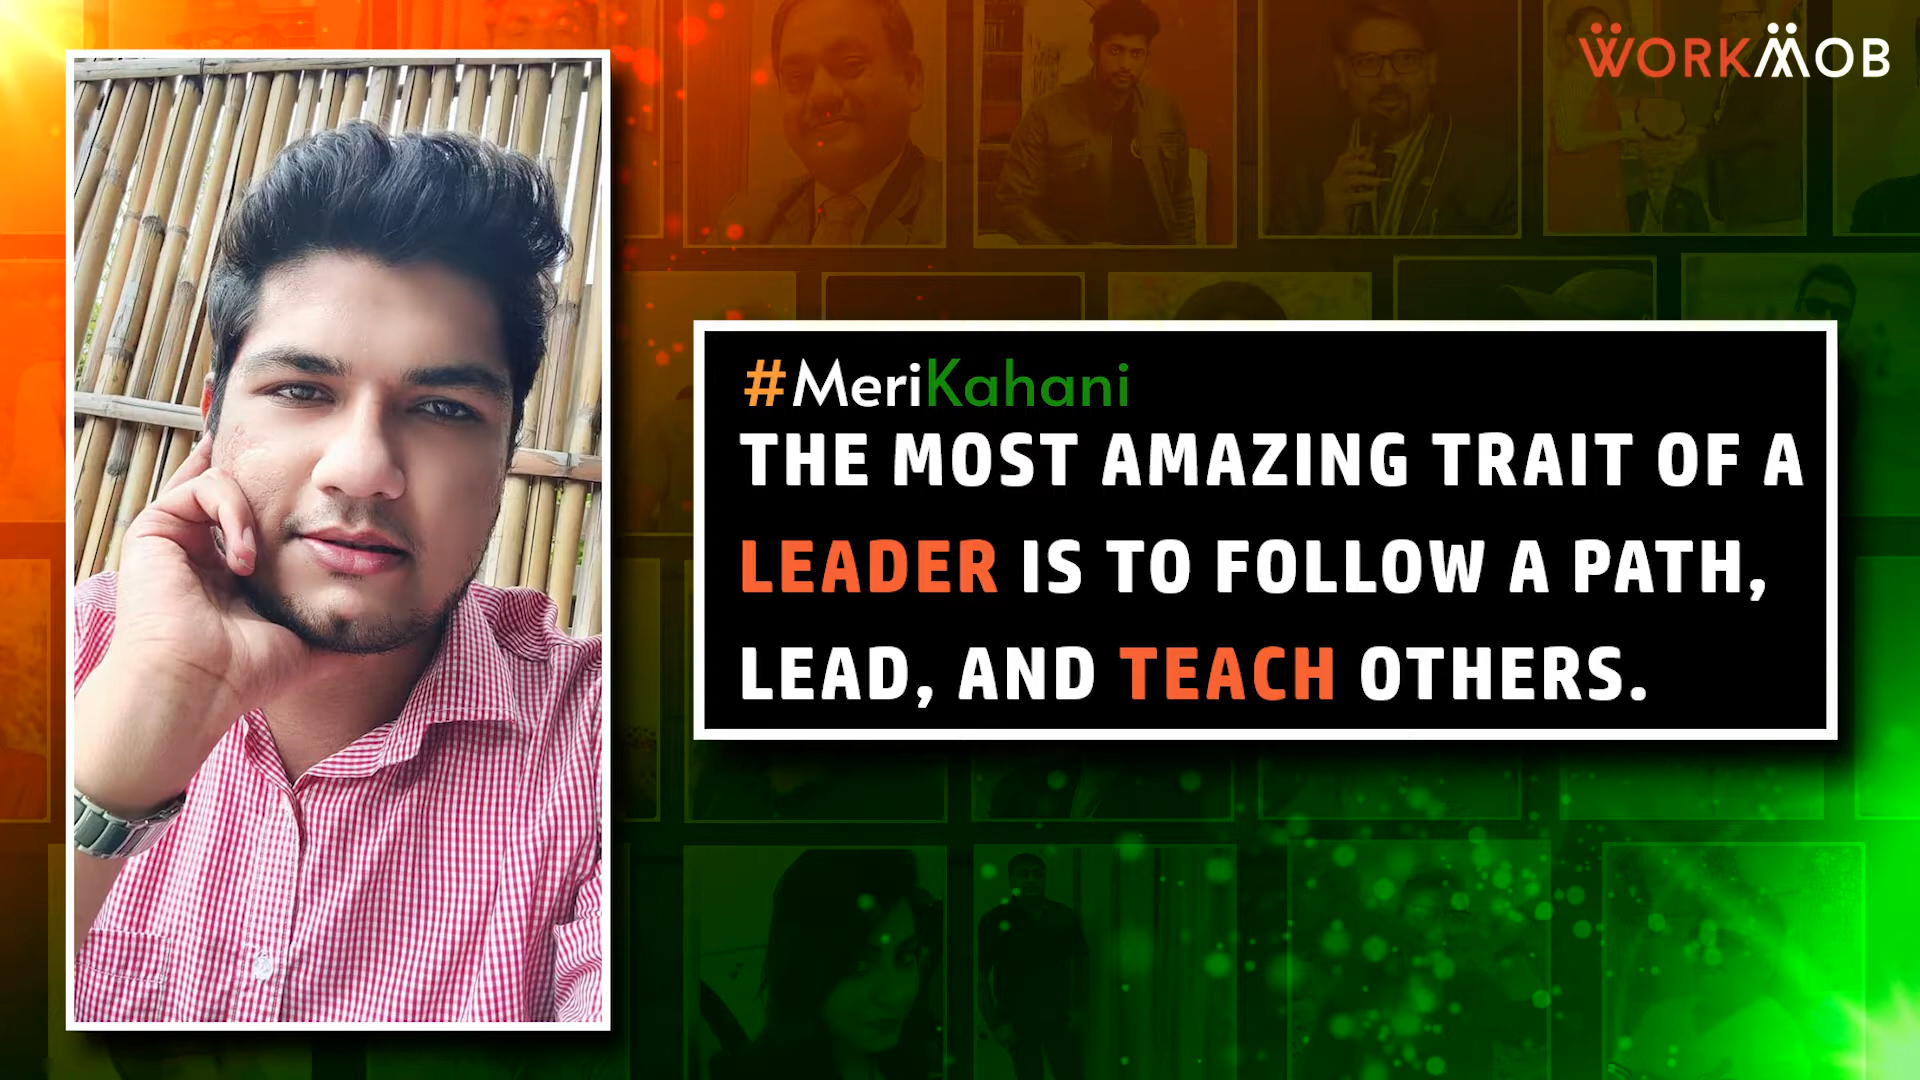 WORKMOB
#MeriKahani
THE MOST AMAZING TRAIT OF A
LEADER IS TO FOLLOW A PATH,
LEAD, AND TEACH OTHERS.